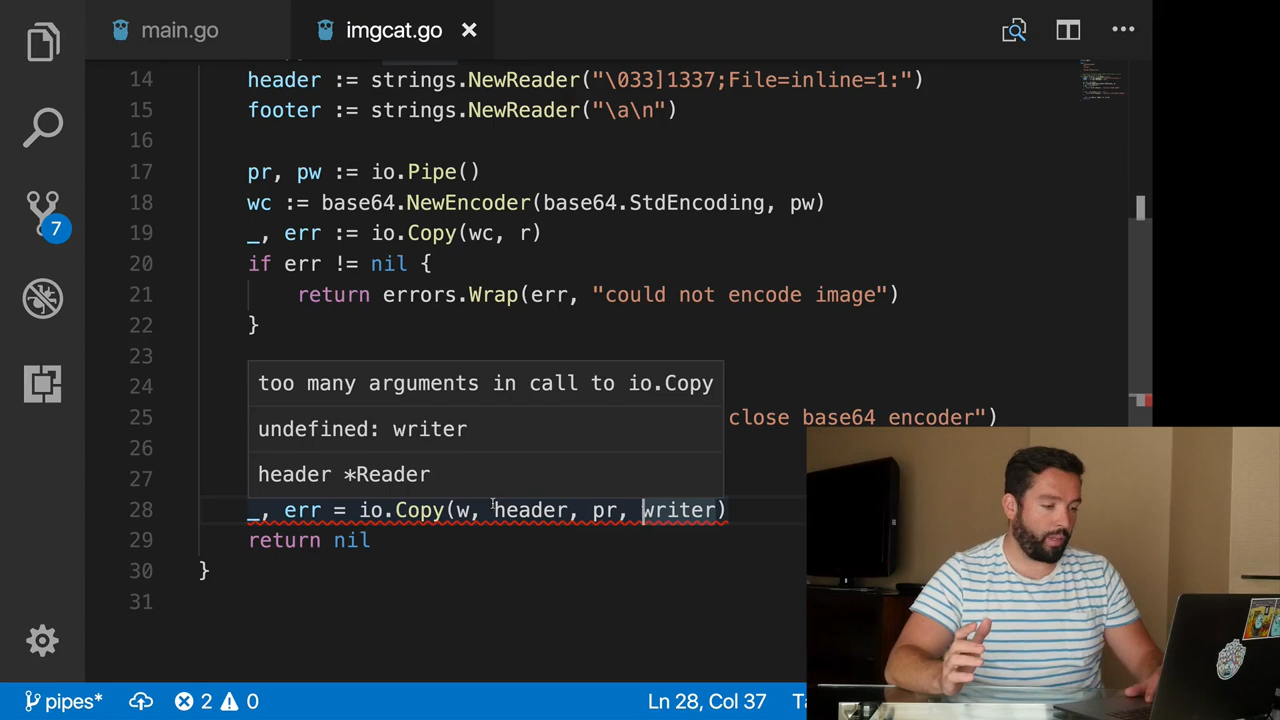 main.go
imgcat.go
14 header := strings.NewReader("\033]1337;File=inline=1:")
15 footer := strings.NewReader("\a\n")
16
17 pr, pw := io.Pipe()
18 wc := base64.NewEncoder(base64.StdEncoding, pw)
19 _, err := io.Copy(wc, r)
20 if err != nil {
21 return errors.Wrap(err, "could not encode image")
22 }
23
24
too many arguments in call to io.Copy
undefined: writer
header *Reader
25 close base64 encoder")
26
27
28 _, err = io.Copy(w, header, pr, writer)
29 return nil
30 }
31
7
pipes*
2
0
Ln 28, Col 37